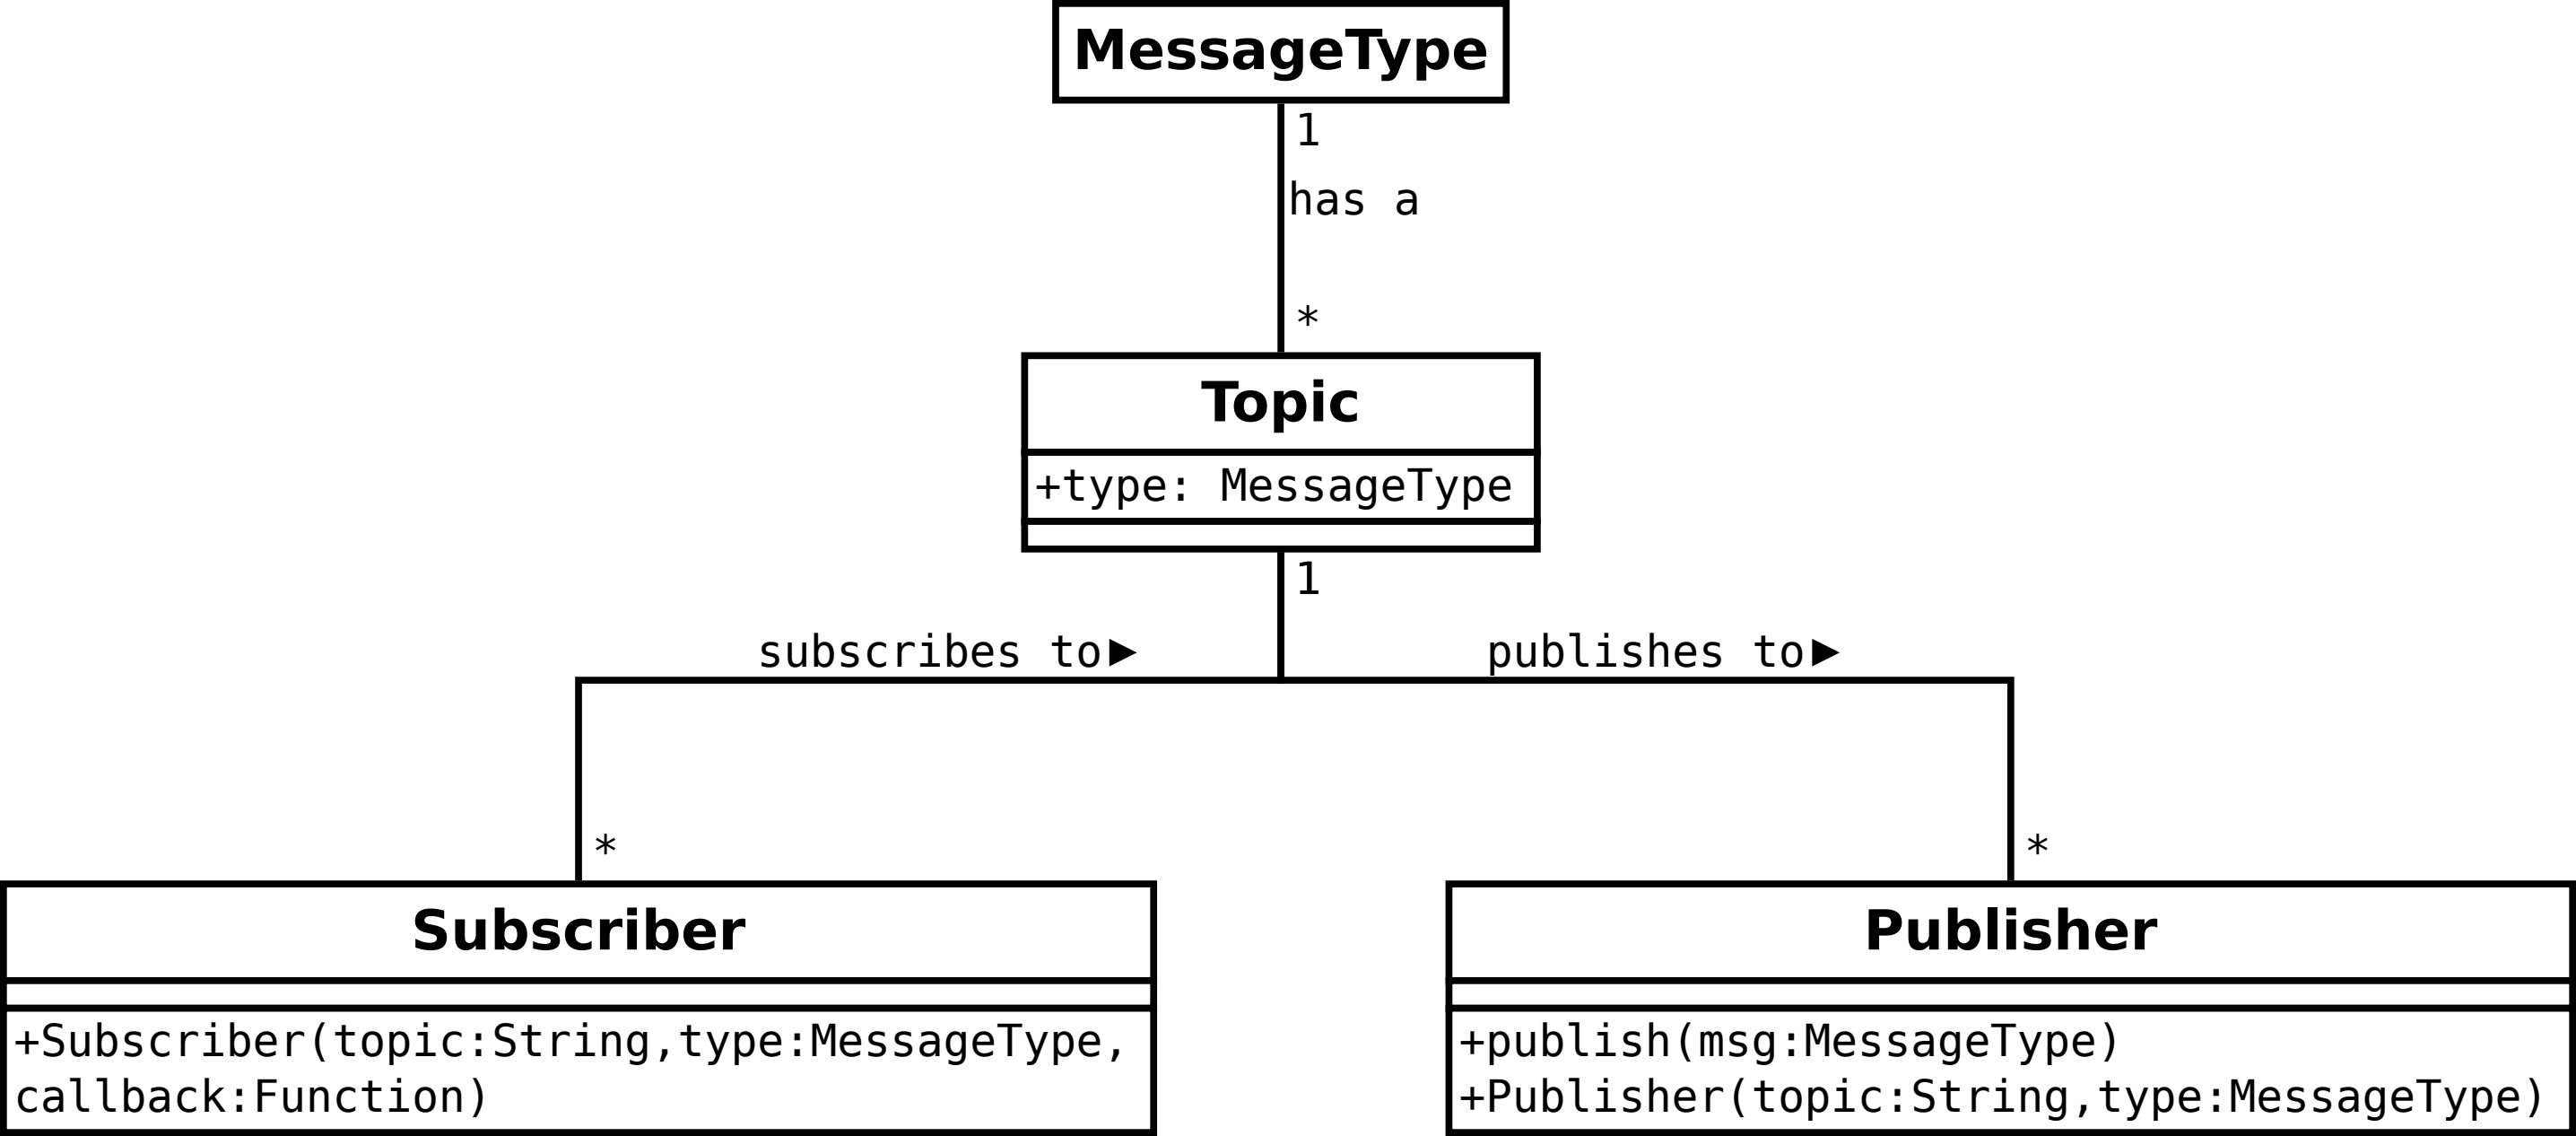 MessageType
1
has a
*
Topic
+type: MessageType
1
subscribes to▶
publishes to▶
*
*
Subscriber
+Subscriber(topic:String,type:MessageType,
callback:Function)
Publisher
+publish(msg:MessageType)
+Publisher(topic:String,type:MessageType)